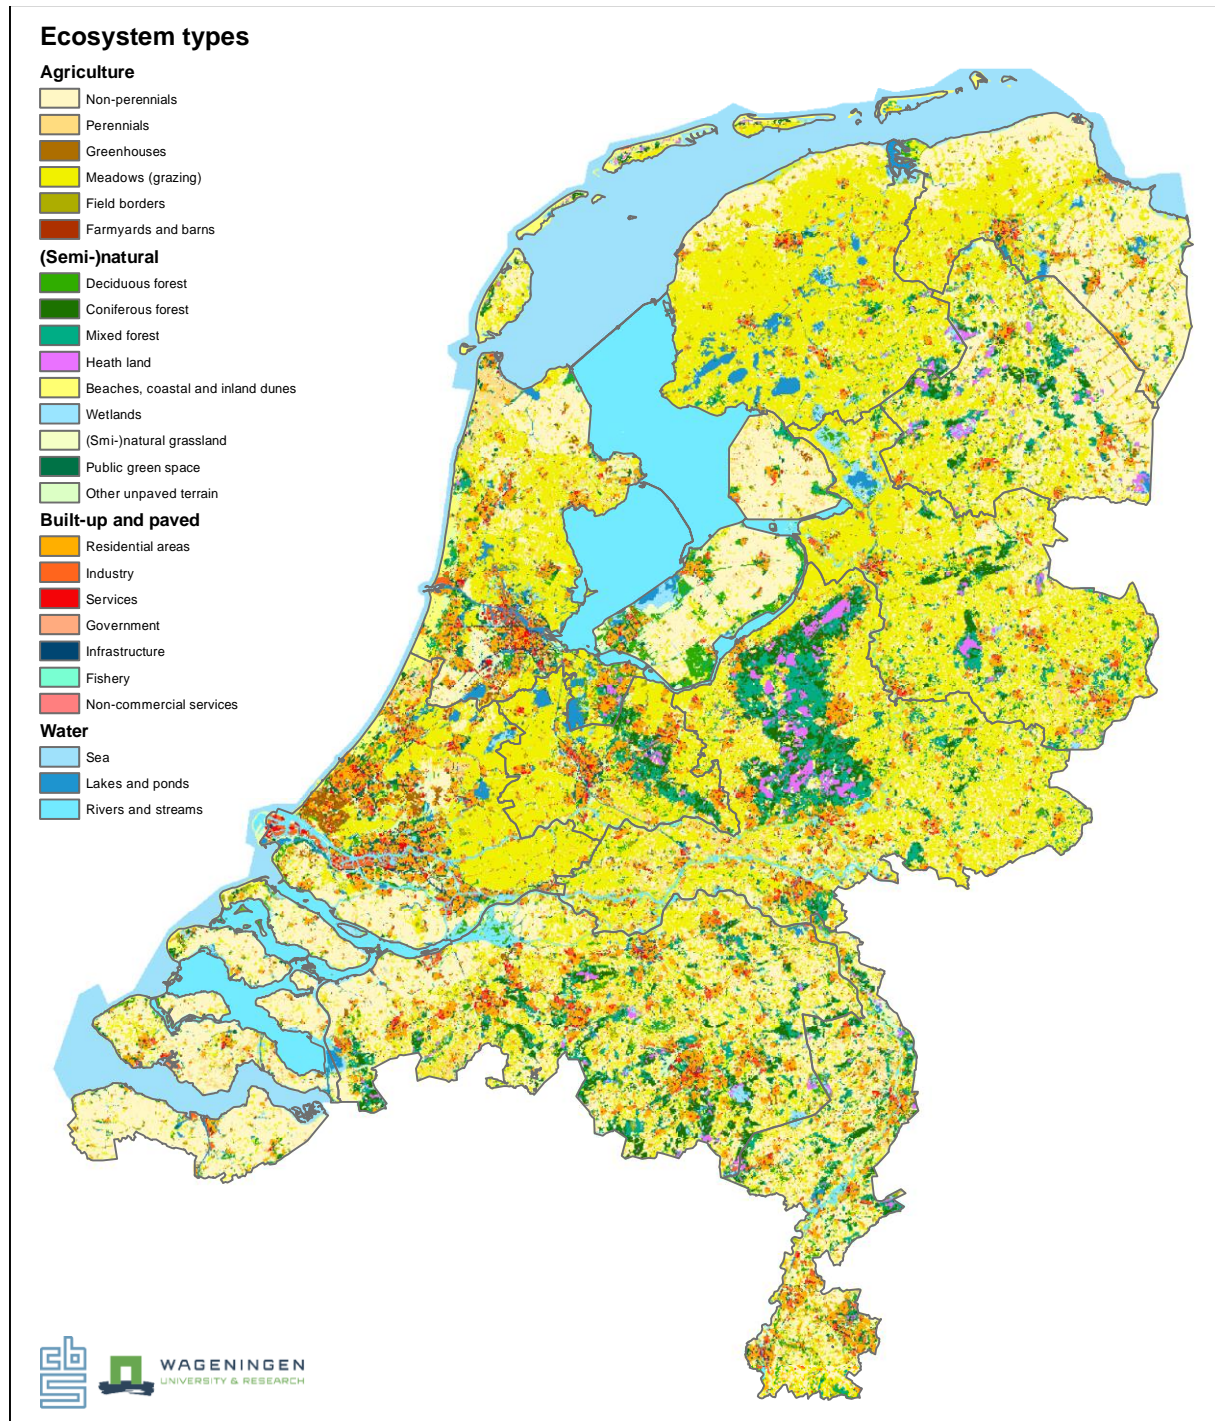 Ecosystem types
Agriculture
Non-perennials
Perennials
Greenhouses
Meadows (grazing)
Field borders
Farmyards and barns
(Semi-)natural
Deciduous forest
Coniferous forest
Mixed forest
Heath land
Beaches, coastal and inland dunes
Wetlands
(Smi-)natural grassland
Public green space
Other unpaved terrain
Built-up and paved
Residential areas
Industry
Services
Government
Infrastructure
Fishery
Non-commercial services
Water
Sea
Lakes and ponds
Rivers and streams
cbs
WAGENINGEN
UNIVERSITY & RESEARCH